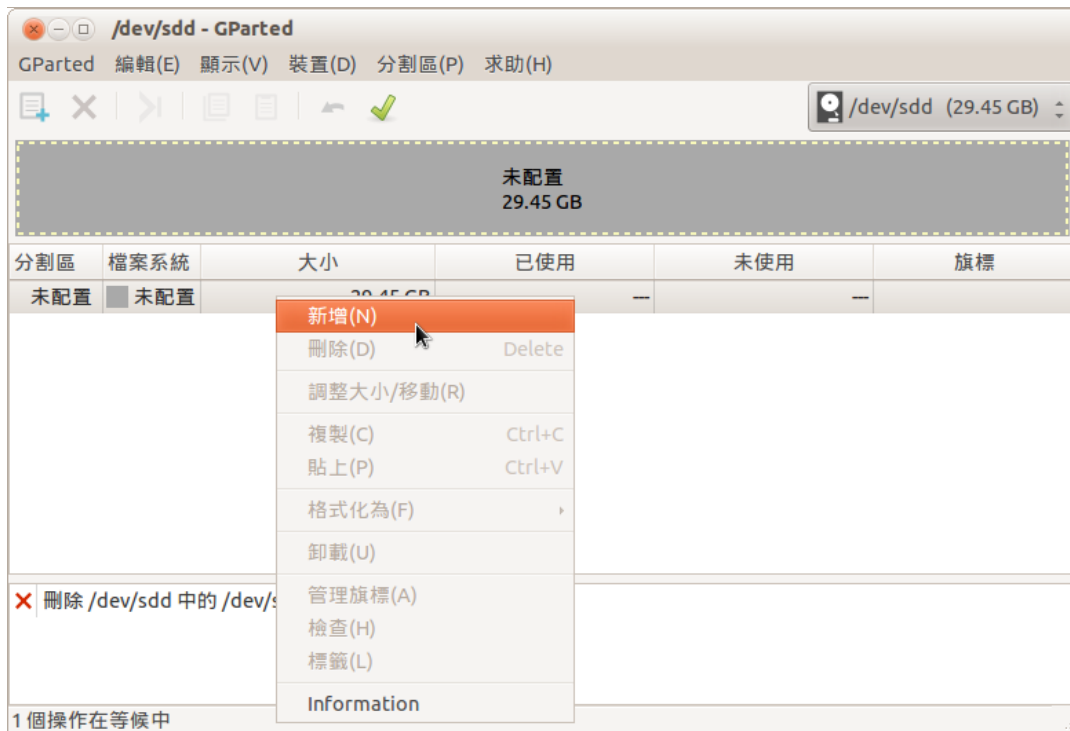 /dev/sdd - GParted
GParted 編輯(E) 顯示(V) 裝置(D) 分割區(P) 求助(H)
/dev/sdd (29.45 GB)
未配置
29.45 GB
分割區 檔案系統 大小 已使用 未使用 旗標
未配置 未配置 29.45 GB --- ---
新增(N)
刪除(D) Delete
調整大小/移動(R)
複製(C) Ctrl+C
貼上(P) Ctrl+V
格式化為(F)
卸載(U)
管理旗標(A)
檢查(H)
標籤(L)
Information
刪除 /dev/sdd 中的 /dev/s
1 個操作在等候中